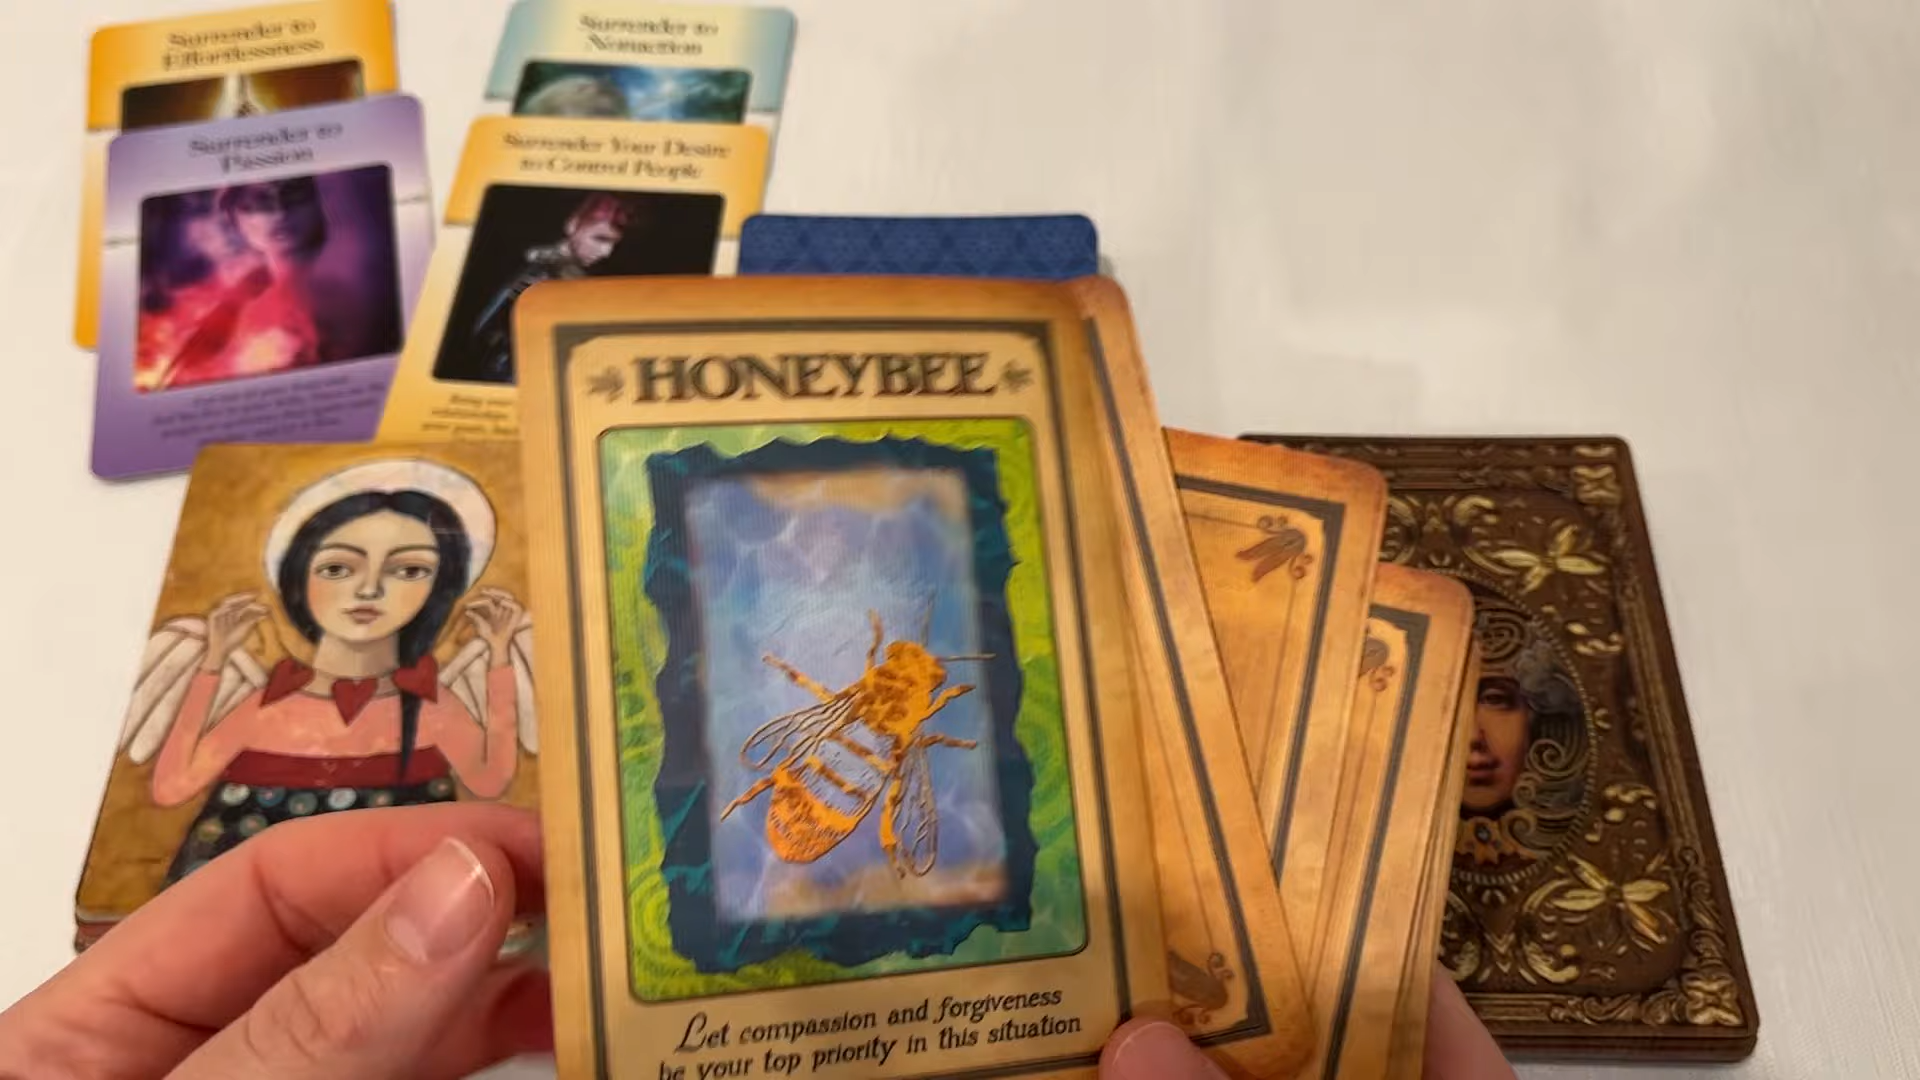 Surrender to
Effortlessness
Surrender to
Nonaction
Surrender to
Passion
Surrender Your Desire
to Control People
HONEYBEE
Let compassion and forgiveness
be your top priority in this situation